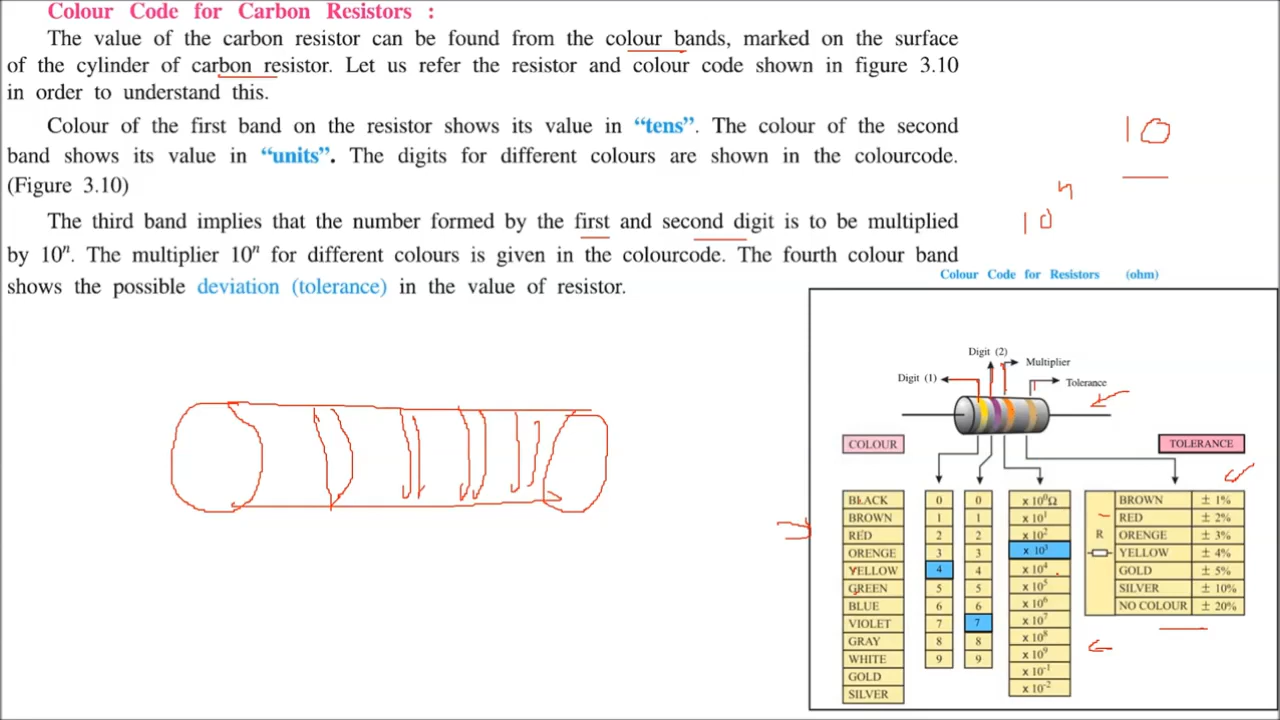 Colour Code for Carbon Resistors :
The value of the carbon resistor can be found from the colour bands, marked on the surface
of the cylinder of carbon resistor. Let us refer the resistor and colour code shown in figure 3.10
in order to understand this.
Colour of the first band on the resistor shows its value in “tens”. The colour of the second
band shows its value in “units”. The digits for different colours are shown in the colourcode.
(Figure 3.10)
The third band implies that the number formed by the first and second digit is to be multiplied
by 10ⁿ. The multiplier 10ⁿ for different colours is given in the colourcode. The fourth colour band
shows the possible deviation (tolerance) in the value of resistor.
10
10ⁿ
Colour Code for Resistors (ohm)
Digit (2)
Multiplier
Digit (1)
Tolerance
COLOUR TOLERANCE
BLACK 0 0 x 10⁰Ω BROWN ± 1%
BROWN 1 1 x 10¹ RED ± 2%
RED 2 2 x 10² R ORENGE ± 3%
ORENGE 3 3 x 10³ YELLOW ± 4%
YELLOW 4 4 x 10⁴ GOLD ± 5%
GREEN 5 5 x 10⁵ SILVER ± 10%
BLUE 6 6 x 10⁶ NO COLOUR ± 20%
VIOLET 7 7 x 10⁷
GRAY 8 8 x 10⁸
WHITE 9 9 x 10⁹
GOLD x 10⁻¹
SILVER x 10⁻²